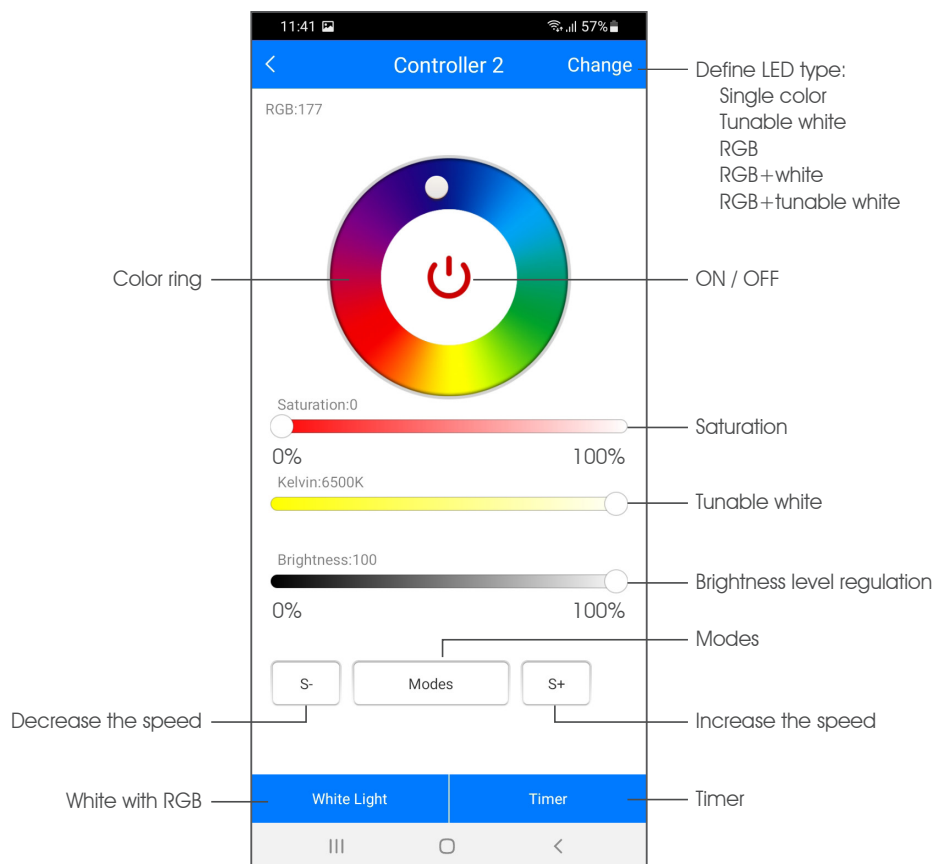 11:41 57%
Controller 2 Change
Define LED type:
Single color
Tunable white
RGB
RGB+white
RGB+tunable white
RGB:177
Color ring
ON / OFF
Saturation:0
Saturation
0% 100%
Kelvin:6500K
Tunable white
Brightness:100
Brightness level regulation
0% 100%
Modes
S- Modes S+
Decrease the speed
Increase the speed
White with RGB
White Light Timer
Timer